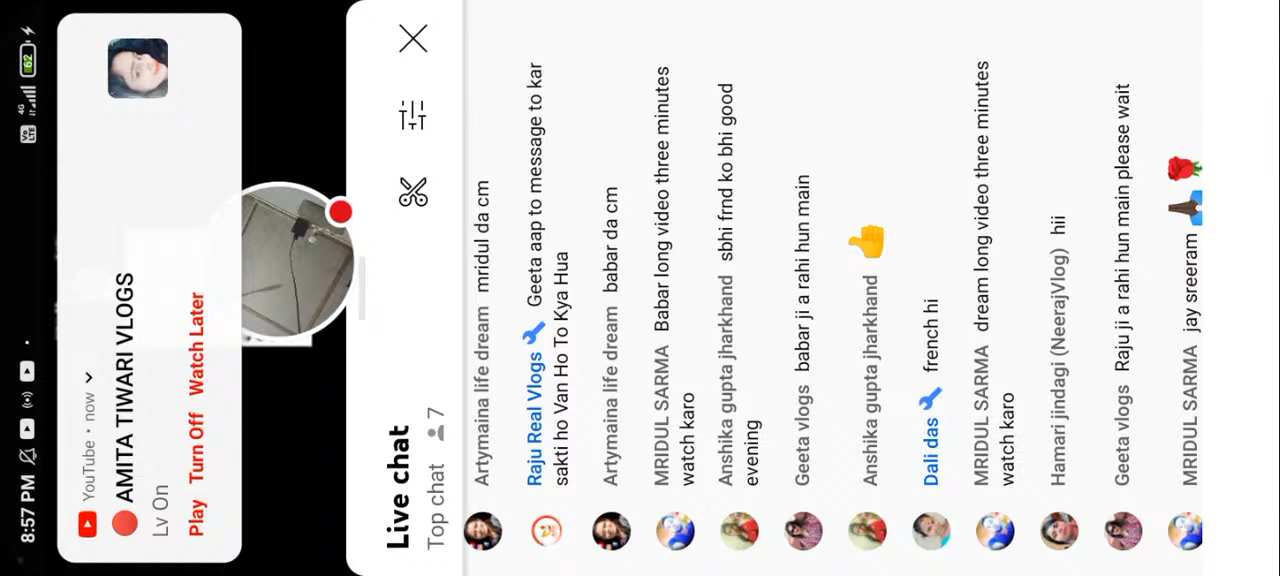 8:57 PM
4G
Vo LTE
62
YouTube • now
🔴 AMITA TIWARI VLOGS
Lv On
Play Turn Off Watch Later
Live chat
Top chat 7
Artymaina life dream mridul da cm
Raju Real Vlogs 🔧 Geeta aap to message to kar
sakti ho Van Ho To Kya Hua
Artymaina life dream babar da cm
MRIDUL SARMA Babar long video three minutes
watch karo
Anshika gupta jharkhand sbhi frnd ko bhi good
evening
Geeta vlogs babar ji a rahi hun main
Anshika gupta jharkhand 👍
Dali das 🔧 french hi
MRIDUL SARMA dream long video three minutes
watch karo
Hamari jindagi (NeerajVlog) hii
Geeta vlogs Raju ji a rahi hun main please wait
MRIDUL SARMA jay sreeram 🙏🏿 🌹